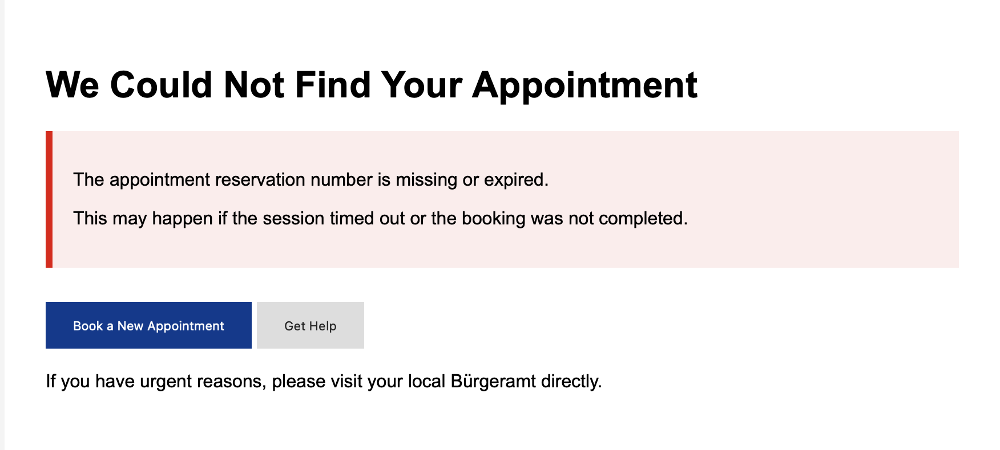 We Could Not Find Your Appointment
The appointment reservation number is missing or expired.
This may happen if the session timed out or the booking was not completed.
Book a New Appointment
Get Help
If you have urgent reasons, please visit your local Bürgeramt directly.